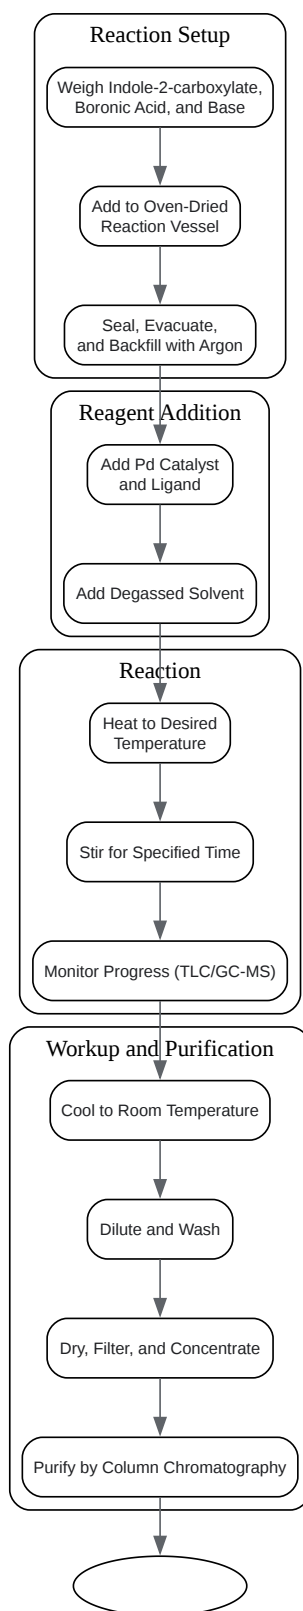 Reaction Setup
Weigh Indole-2-carboxylate,
Boronic Acid, and Base
Add to Oven-Dried
Reaction Vessel
Seal, Evacuate,
and Backfill with Argon
Reagent Addition
Add Pd Catalyst
and Ligand
Add Degassed Solvent
Reaction
Heat to Desired
Temperature
Stir for Specified Time
Monitor Progress (TLC/GC-MS)
Workup and Purification
Cool to Room Temperature
Dilute and Wash
Dry, Filter, and Concentrate
Purify by Column Chromatography